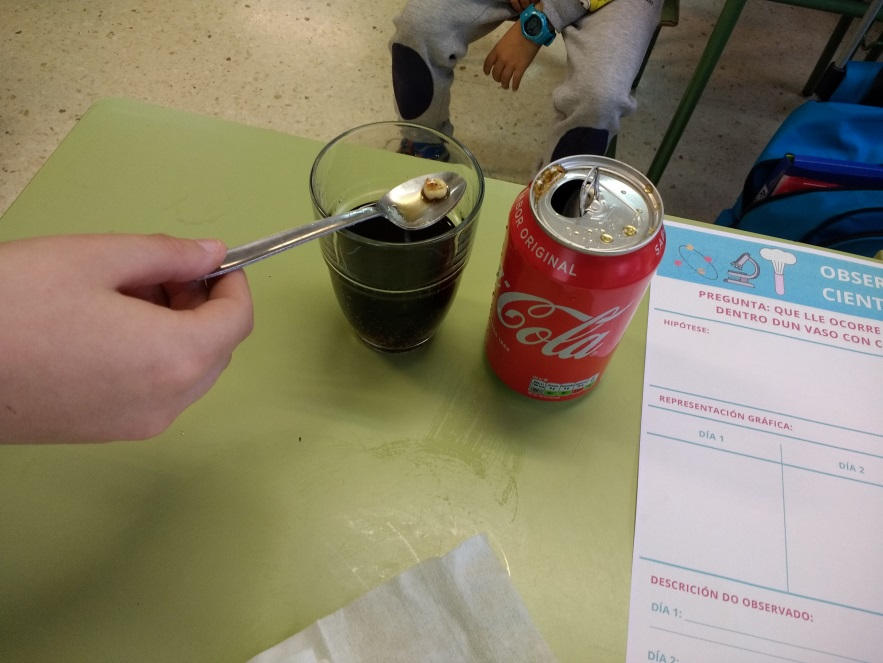 SABOR ORIGINAL
Cola
OBSER
CIENT
PREGUNTA: QUE LLE OCORRE
DENTRO DUN VASO CON C
HIPÓTESE:
REPRESENTACIÓN GRÁFICA:
DÍA 1
DÍA 2
DESCRICIÓN DO OBSERVADO:
DÍA 1:
DÍA 2: